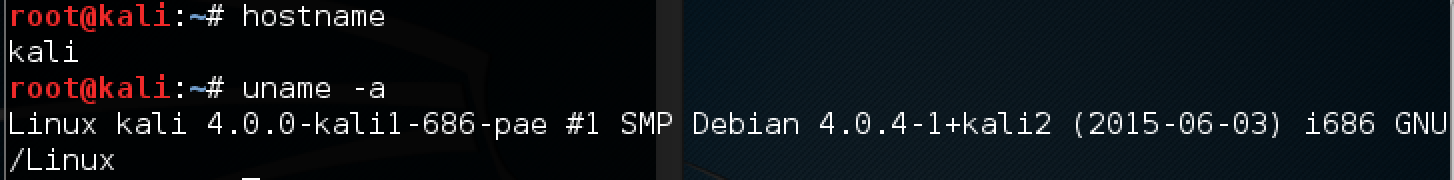 root@kali:~# hostname
kali
root@kali:~# uname -a
Linux kali 4.0.0-kali1-686-pae #1 SMP Debian 4.0.4-1+kali2 (2015-06-03) i686 GNU
/Linux